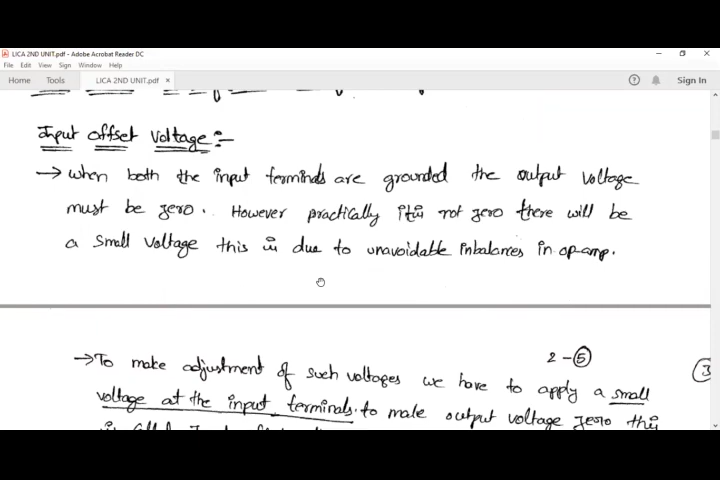 LICA 2ND UNIT.pdf - Adobe Acrobat Reader DC
File Edit View Sign Window Help
Home Tools LICA 2ND UNIT.pdf × Sign In
Input offset voltage :-
→ When both the input terminals are grounded the output voltage
must be zero. However practically it is not zero there will be
a small voltage this is due to unavoidable inbalances in op-amp.
2 - 5
→ To make adjustment of such voltages we have to apply a small
voltage at the input terminals to make output voltage zero this